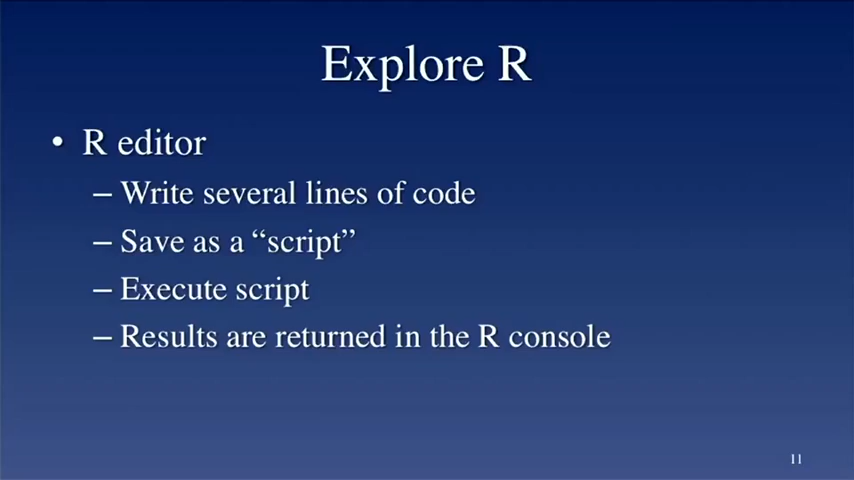 Explore R
• R editor
– Write several lines of code
– Save as a “script”
– Execute script
– Results are returned in the R console
11